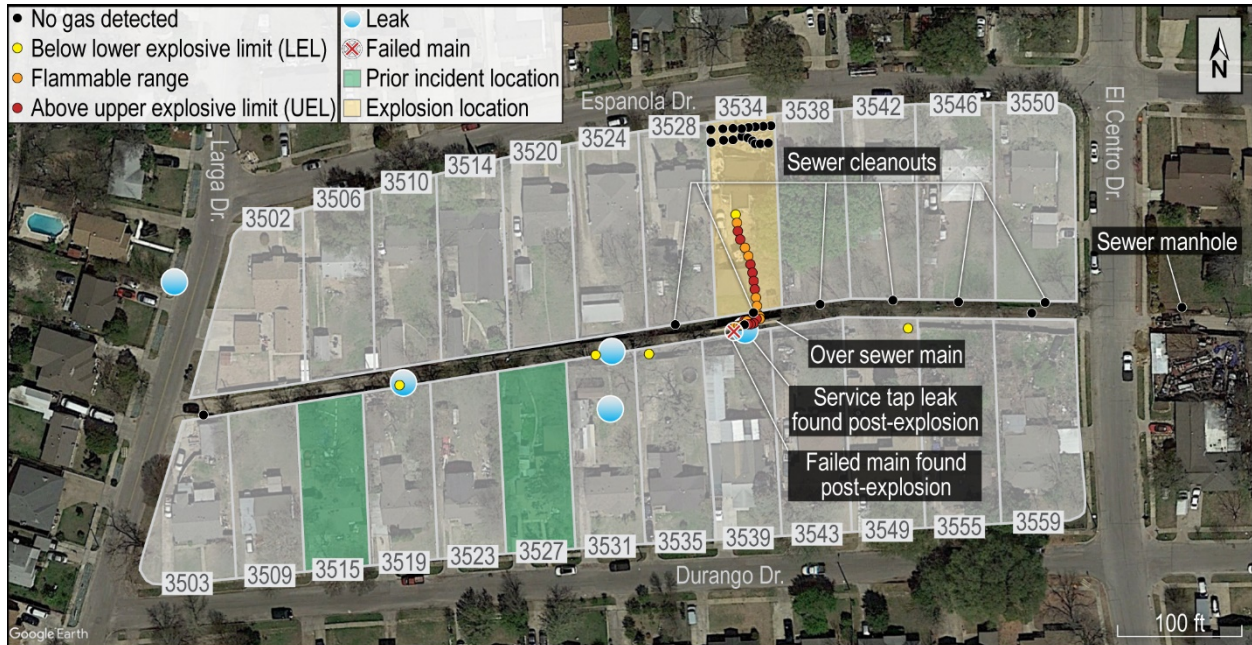 No gas detected
Below lower explosive limit (LEL)
Flammable range
Above upper explosive limit (UEL)
Leak
Failed main
Prior incident location
Explosion location
N
Espanola Dr.
Larga Dr.
El Centro Dr.
3502
3506
3510
3514
3520
3524
3528
3534
3538
3542
3546
3550
Sewer cleanouts
Sewer manhole
Over sewer main
Service tap leak
found post-explosion
Failed main found
post-explosion
3503
3509
3515
3519
3523
3527
3531
3535
3539
3543
3549
3555
3559
Durango Dr.
100 ft
Google Earth